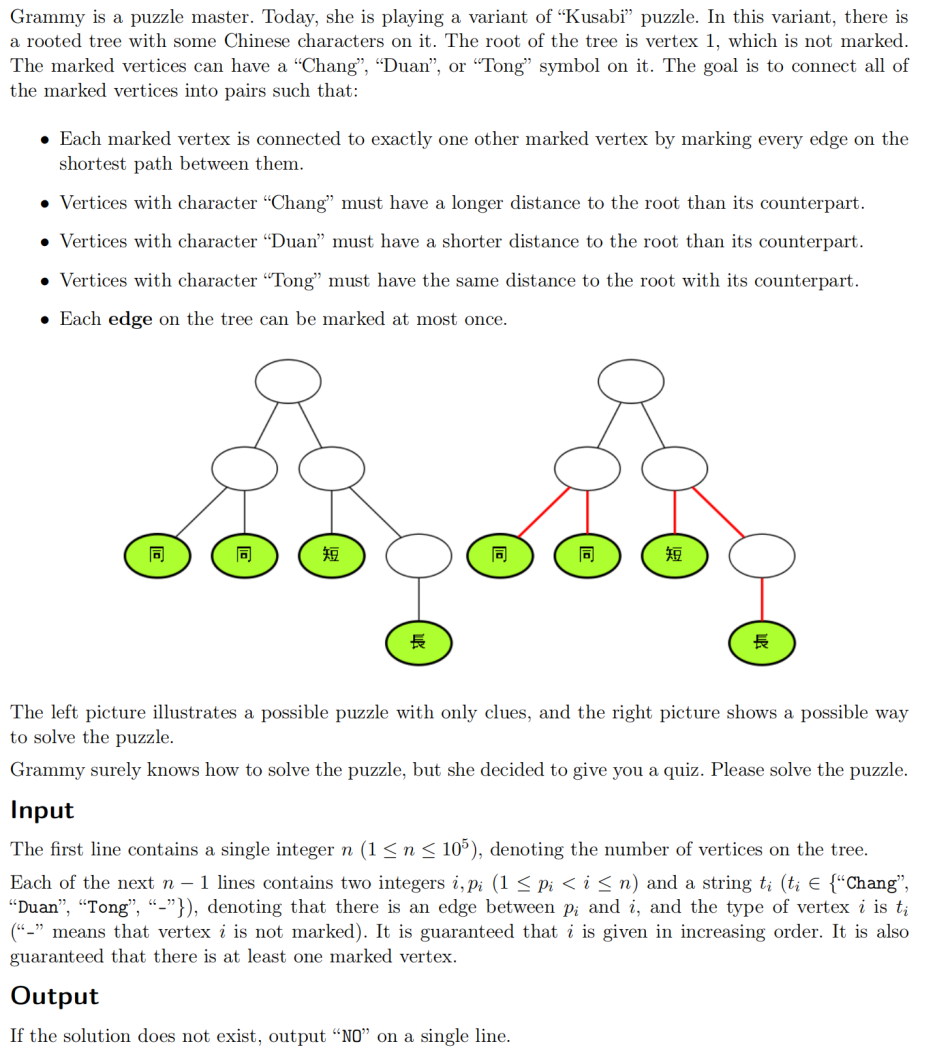 Grammy is a puzzle master. Today, she is playing a variant of “Kusabi” puzzle. In this variant, there is
a rooted tree with some Chinese characters on it. The root of the tree is vertex 1, which is not marked.
The marked vertices can have a “Chang”, “Duan”, or “Tong” symbol on it. The goal is to connect all of
the marked vertices into pairs such that:
• Each marked vertex is connected to exactly one other marked vertex by marking every edge on the
shortest path between them.
• Vertices with character “Chang” must have a longer distance to the root than its counterpart.
• Vertices with character “Duan” must have a shorter distance to the root than its counterpart.
• Vertices with character “Tong” must have the same distance to the root with its counterpart.
• Each edge on the tree can be marked at most once.
同 同 短 同 同 短
長 長
The left picture illustrates a possible puzzle with only clues, and the right picture shows a possible way
to solve the puzzle.
Grammy surely knows how to solve the puzzle, but she decided to give you a quiz. Please solve the puzzle.
Input
The first line contains a single integer n (1 ≤ n ≤ 10⁵), denoting the number of vertices on the tree.
Each of the next n − 1 lines contains two integers i, pᵢ (1 ≤ pᵢ < i ≤ n) and a string tᵢ (tᵢ ∈ {“Chang”,
“Duan”, “Tong”, “-”}), denoting that there is an edge between pᵢ and i, and the type of vertex i is tᵢ
(“-” means that vertex i is not marked). It is guaranteed that i is given in increasing order. It is also
guaranteed that there is at least one marked vertex.
Output
If the solution does not exist, output “NO” on a single line.